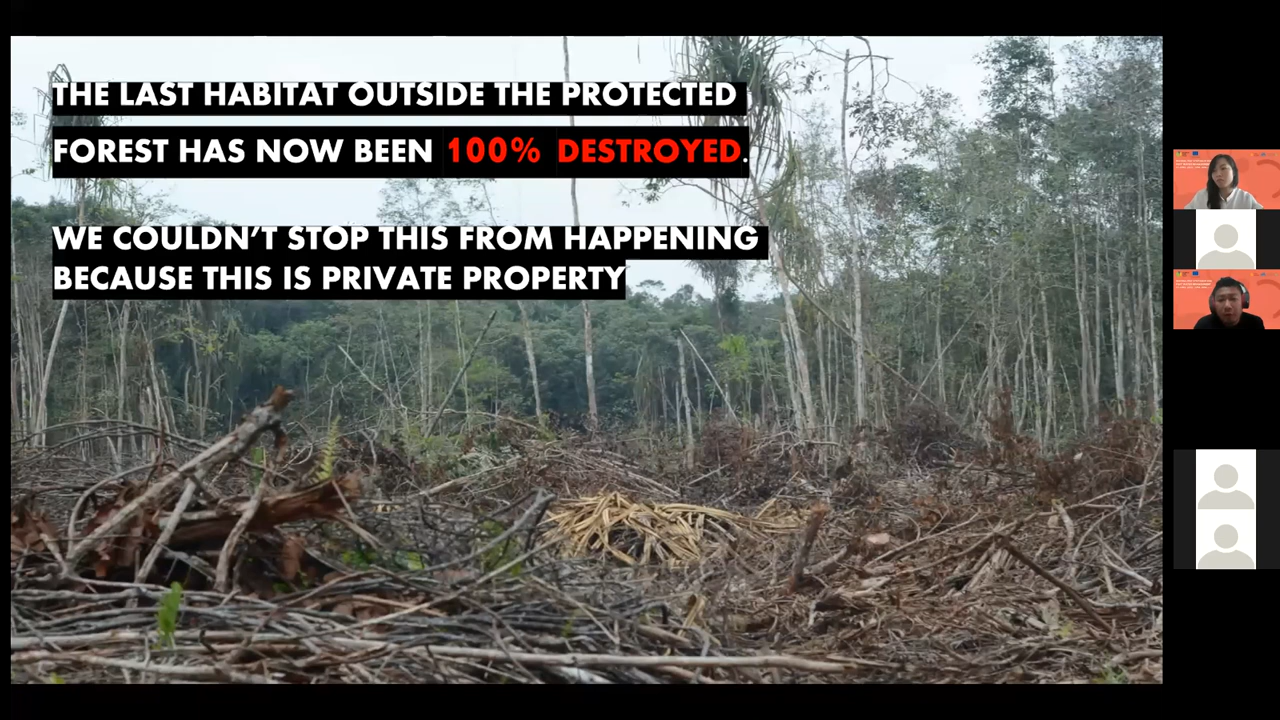 THE LAST HABITAT OUTSIDE THE PROTECTED
FOREST HAS NOW BEEN 100% DESTROYED.
WE COULDN'T STOP THIS FROM HAPPENING
BECAUSE THIS IS PRIVATE PROPERTY